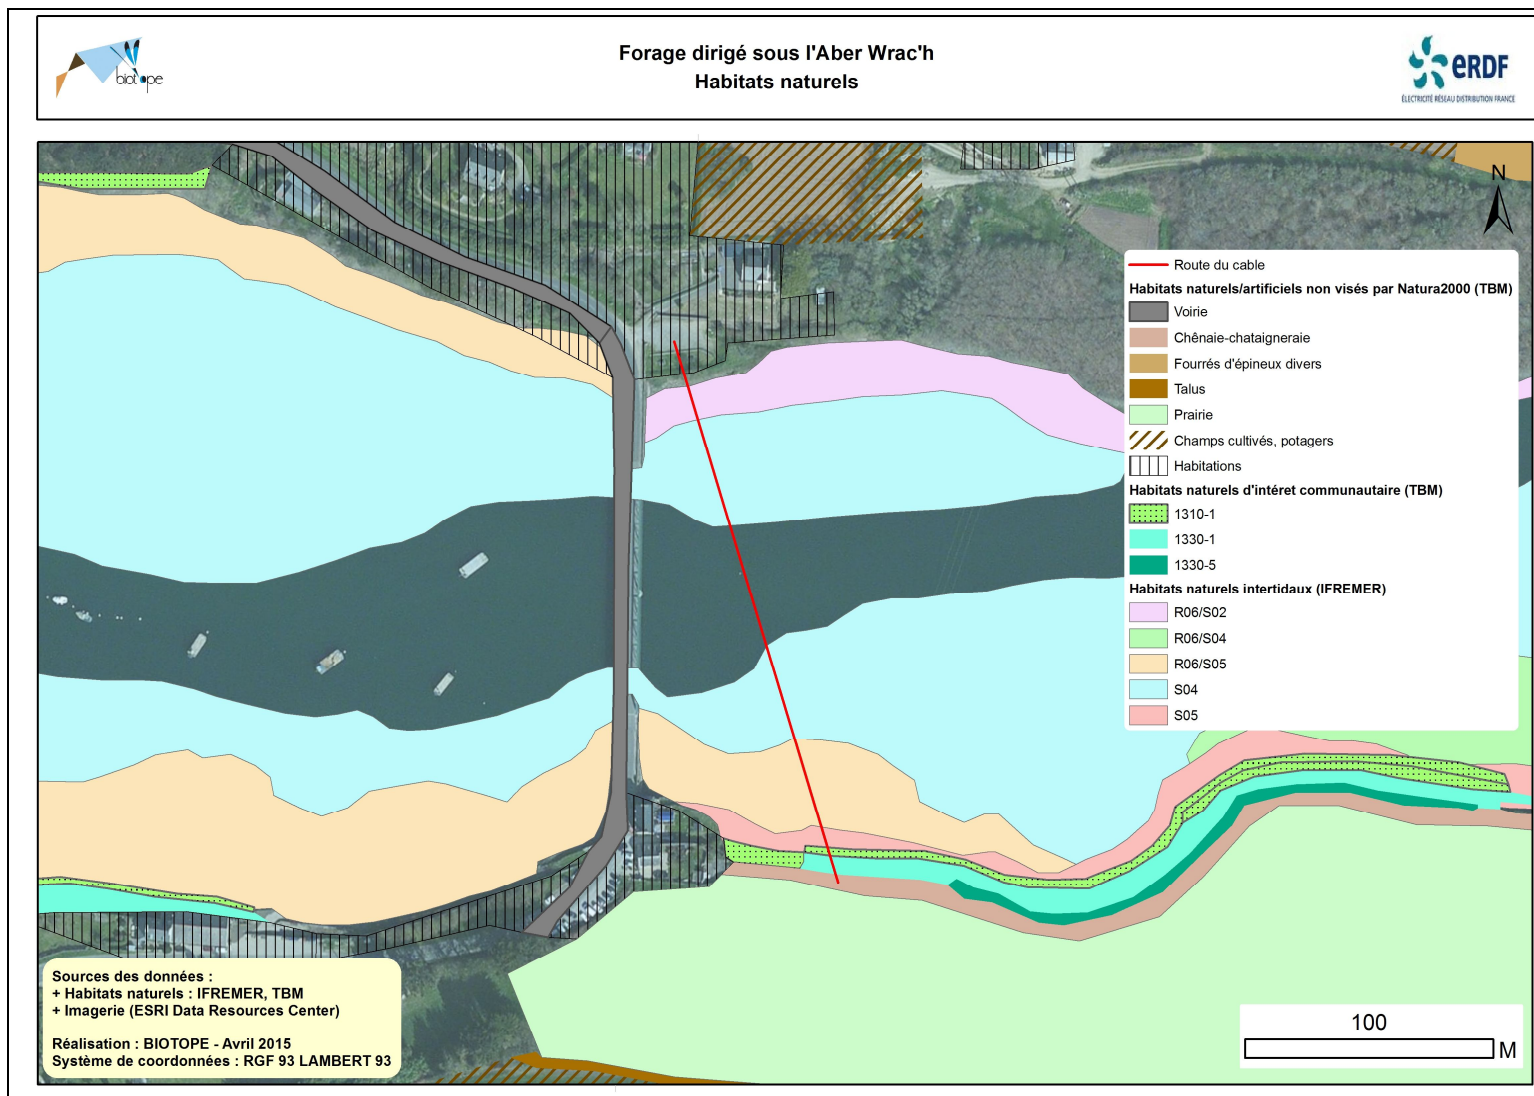 biotope
Forage dirigé sous l'Aber Wrac'h
Habitats naturels
eRDF
ÉLECTRICITÉ RÉSEAU DISTRIBUTION FRANCE
N
Route du cable
Habitats naturels/artificiels non visés par Natura2000 (TBM)
Voirie
Chênaie-chataigneraie
Fourrés d'épineux divers
Talus
Prairie
Champs cultivés, potagers
Habitations
Habitats naturels d'intéret communautaire (TBM)
1310-1
1330-1
1330-5
Habitats naturels intertidaux (IFREMER)
R06/S02
R06/S04
R06/S05
S04
S05
Sources des données :
+ Habitats naturels : IFREMER, TBM
+ Imagerie (ESRI Data Resources Center)
Réalisation : BIOTOPE - Avril 2015
Système de coordonnées : RGF 93 LAMBERT 93
100
M